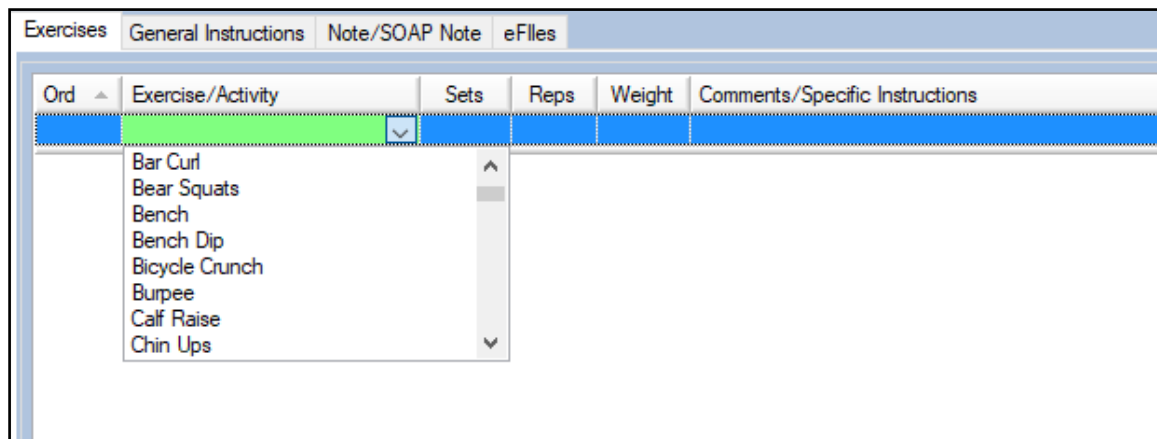 Exercises General Instructions Note/SOAP Note eFIles
Ord Exercise/Activity Sets Reps Weight Comments/Specific Instructions
Bar Curl
Bear Squats
Bench
Bench Dip
Bicycle Crunch
Burpee
Calf Raise
Chin Ups